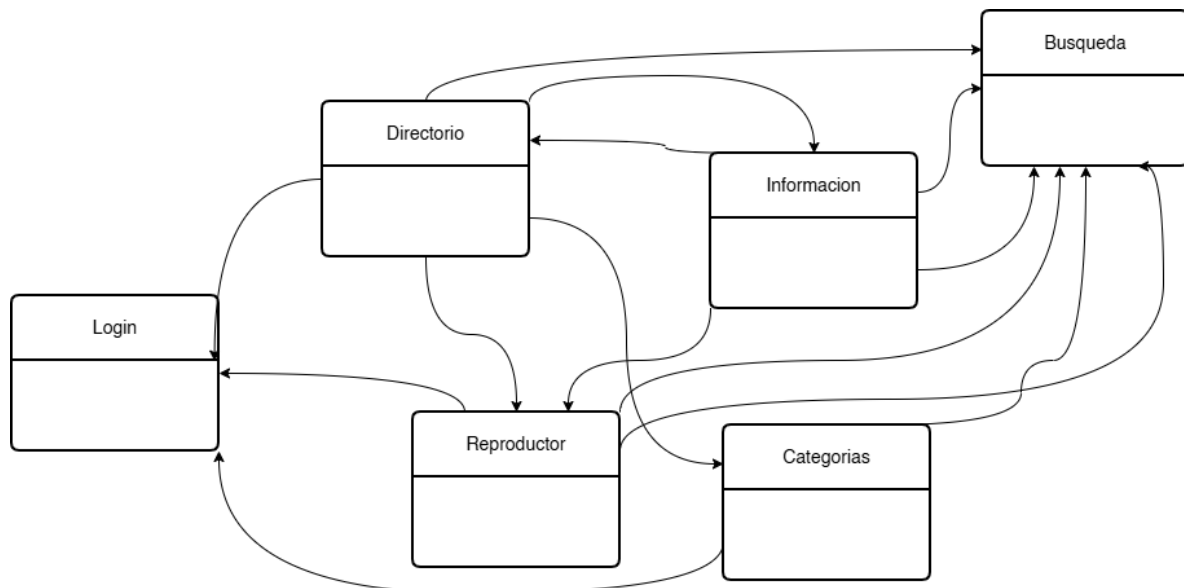 Busqueda
Directorio
Informacion
Login
Reproductor
Categorias